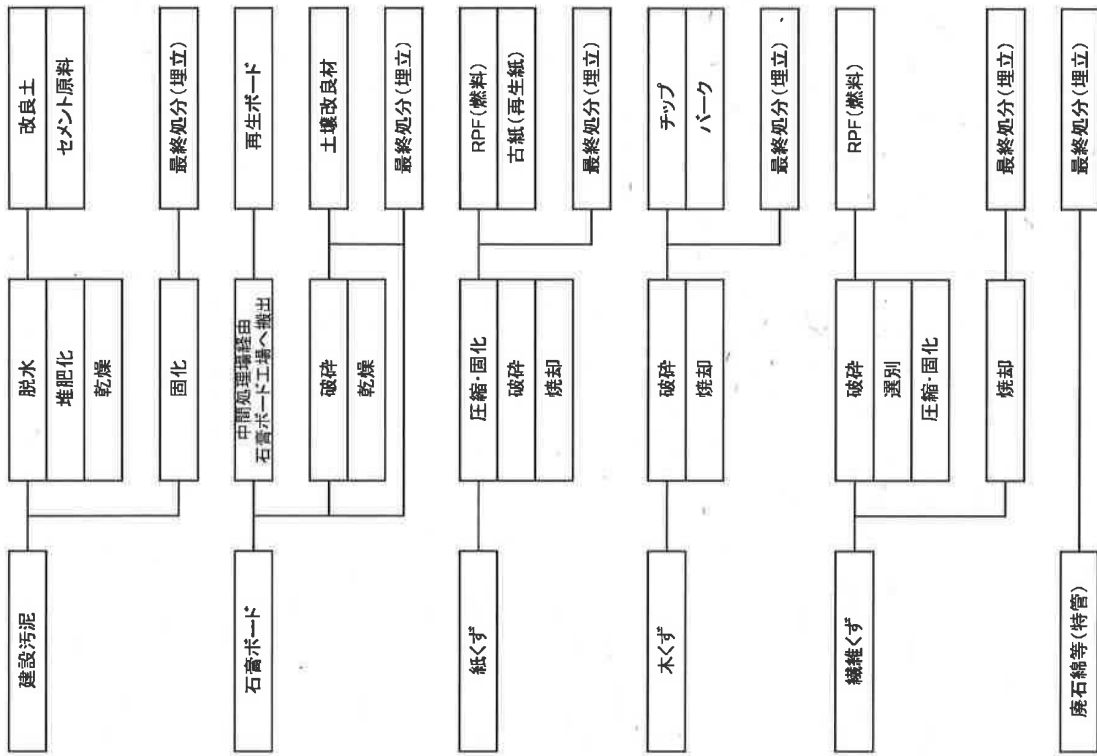 建設汚泥
脱水
堆肥化
乾燥
改良土
セメント原料
固化
最終処分(埋立)
石膏ボード
中間処理場経由
石膏ボード工場へ搬出
再生ボード
破砕
乾燥
土壌改良材
最終処分(埋立)
紙くず
圧縮・固化
破砕
焼却
RPF(燃料)
古紙(再生紙)
最終処分(埋立)
木くず
破砕
焼却
チップ
バーク
最終処分(埋立)
繊維くず
破砕
選別
圧縮・固化
RPF(燃料)
焼却
最終処分(埋立)
廃石綿等(特管)
最終処分(埋立)